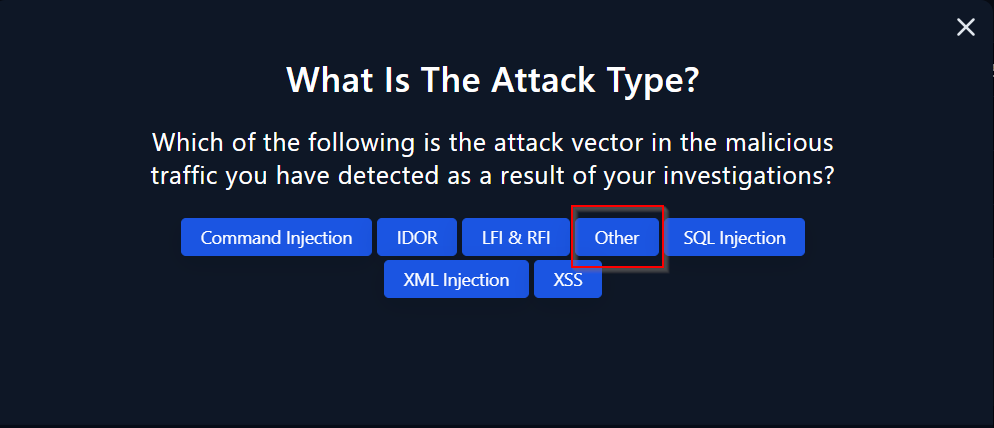 What Is The Attack Type?
Which of the following is the attack vector in the malicious
traffic you have detected as a result of your investigations?
Command Injection IDOR LFI & RFI Other SQL Injection
XML Injection XSS